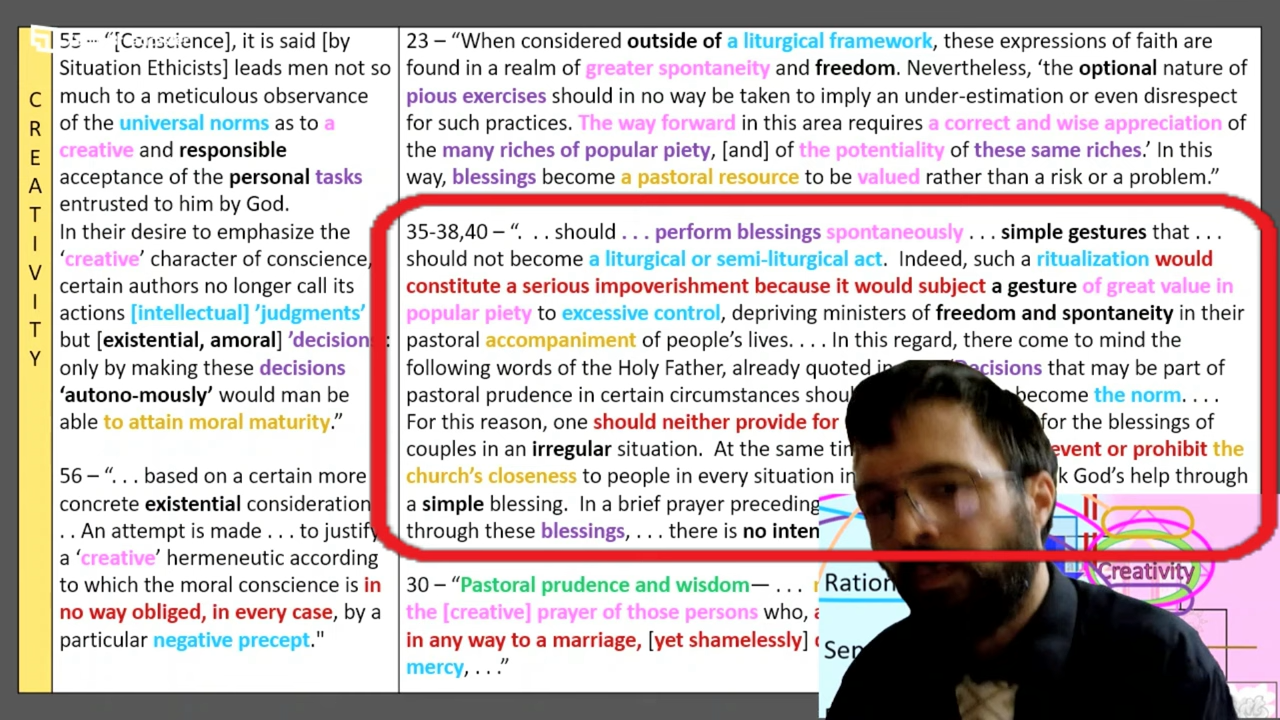 C
R
E
A
T
I
V
I
T
Y
55 – “[Conscience], it is said [by
Situation Ethicists] leads men not so
much to a meticulous observance
of the universal norms as to a
creative and responsible
acceptance of the personal tasks
entrusted to him by God.
In their desire to emphasize the
‘creative’ character of conscience,
certain authors no longer call its
actions [intellectual] ’judgments’
but [existential, amoral] ’decision :
only by making these decisions
‘autono-mously’ would man be
able to attain moral maturity.”
56 – “. . . based on a certain more
concrete existential consideration
. . An attempt is made . . . to justify
a ‘creative’ hermeneutic according
to which the moral conscience is in
no way obliged, in every case, by a
particular negative precept."
23 – “When considered outside of a liturgical framework, these expressions of faith are
found in a realm of greater spontaneity and freedom. Nevertheless, ‘the optional nature of
pious exercises should in no way be taken to imply an under-estimation or even disrespect
for such practices. The way forward in this area requires a correct and wise appreciation of
the many riches of popular piety, [and] of the potentiality of these same riches.’ In this
way, blessings become a pastoral resource to be valued rather than a risk or a problem.”
35-38,40 – “. . . should . . . perform blessings spontaneously . . . simple gestures that . . .
should not become a liturgical or semi-liturgical act. Indeed, such a ritualization would
constitute a serious impoverishment because it would subject a gesture of great value in
popular piety to excessive control, depriving ministers of freedom and spontaneity in their
pastoral accompaniment of people’s lives. . . . In this regard, there come to mind the
following words of the Holy Father, already quoted in Decisions that may be part of
pastoral prudence in certain circumstances shou become the norm. . . .
For this reason, one should neither provide for for the blessings of
couples in an irregular situation. At the same tim event or prohibit the
church’s closeness to people in every situation in k God’s help through
a simple blessing. In a brief prayer preceding
through these blessings, . . . there is no inten
30 – “Pastoral prudence and wisdom— . . .
the [creative] prayer of those persons who,
in any way to a marriage, [yet shamelessly]
mercy, . . .”
Ration
Sen
Creativity